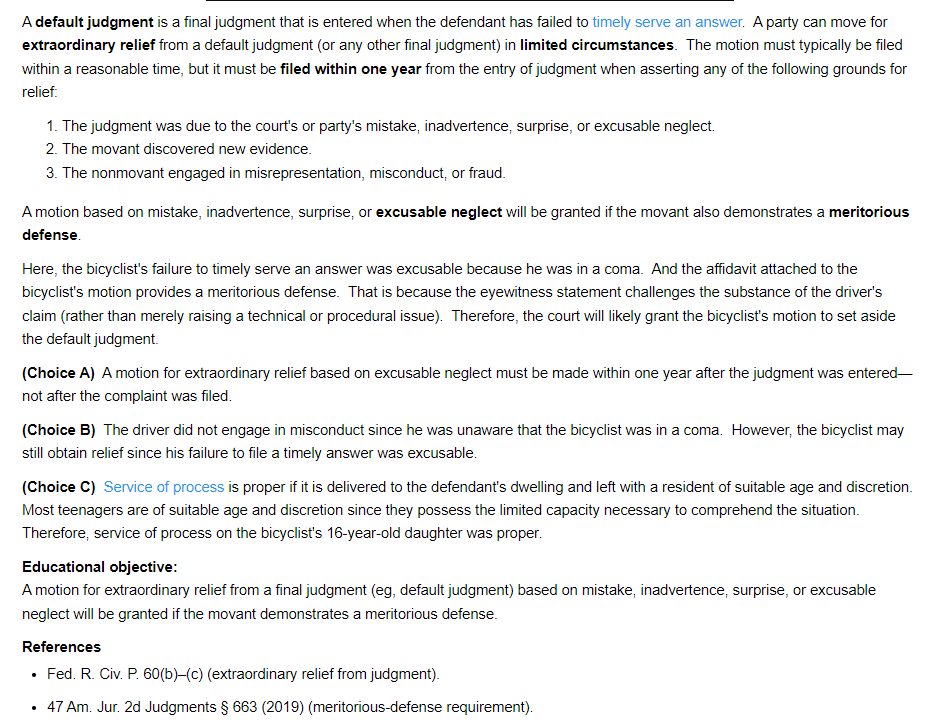 A default judgment is a final judgment that is entered when the defendant has failed to timely serve an answer. A party can move for
extraordinary relief from a default judgment (or any other final judgment) in limited circumstances. The motion must typically be filed
within a reasonable time, but it must be filed within one year from the entry of judgment when asserting any of the following grounds for
relief:
1. The judgment was due to the court's or party's mistake, inadvertence, surprise, or excusable neglect.
2. The movant discovered new evidence.
3. The nonmovant engaged in misrepresentation, misconduct, or fraud.
A motion based on mistake, inadvertence, surprise, or excusable neglect will be granted if the movant also demonstrates a meritorious
defense.
Here, the bicyclist's failure to timely serve an answer was excusable because he was in a coma. And the affidavit attached to the
bicyclist's motion provides a meritorious defense. That is because the eyewitness statement challenges the substance of the driver's
claim (rather than merely raising a technical or procedural issue). Therefore, the court will likely grant the bicyclist's motion to set aside
the default judgment.
(Choice A) A motion for extraordinary relief based on excusable neglect must be made within one year after the judgment was entered—
not after the complaint was filed.
(Choice B) The driver did not engage in misconduct since he was unaware that the bicyclist was in a coma. However, the bicyclist may
still obtain relief since his failure to file a timely answer was excusable.
(Choice C) Service of process is proper if it is delivered to the defendant's dwelling and left with a resident of suitable age and discretion.
Most teenagers are of suitable age and discretion since they possess the limited capacity necessary to comprehend the situation.
Therefore, service of process on the bicyclist's 16-year-old daughter was proper.
Educational objective:
A motion for extraordinary relief from a final judgment (eg, default judgment) based on mistake, inadvertence, surprise, or excusable
neglect will be granted if the movant demonstrates a meritorious defense.
References
• Fed. R. Civ. P. 60(b)–(c) (extraordinary relief from judgment).
• 47 Am. Jur. 2d Judgments § 663 (2019) (meritorious-defense requirement).